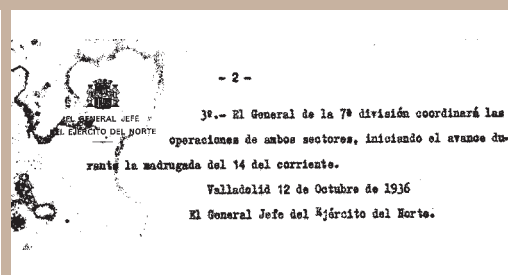 - 2 -
EL GENERAL JEFE
DEL EJERCITO DEL NORTE
3º.- El General de la 7ª división coordinará las
operaciones de ambos sectores, iniciando el avance du-
rante la madrugada del 14 del corriente.
Valladolid 12 de Octubre de 1936
El General Jefe del Ejército del Norte.